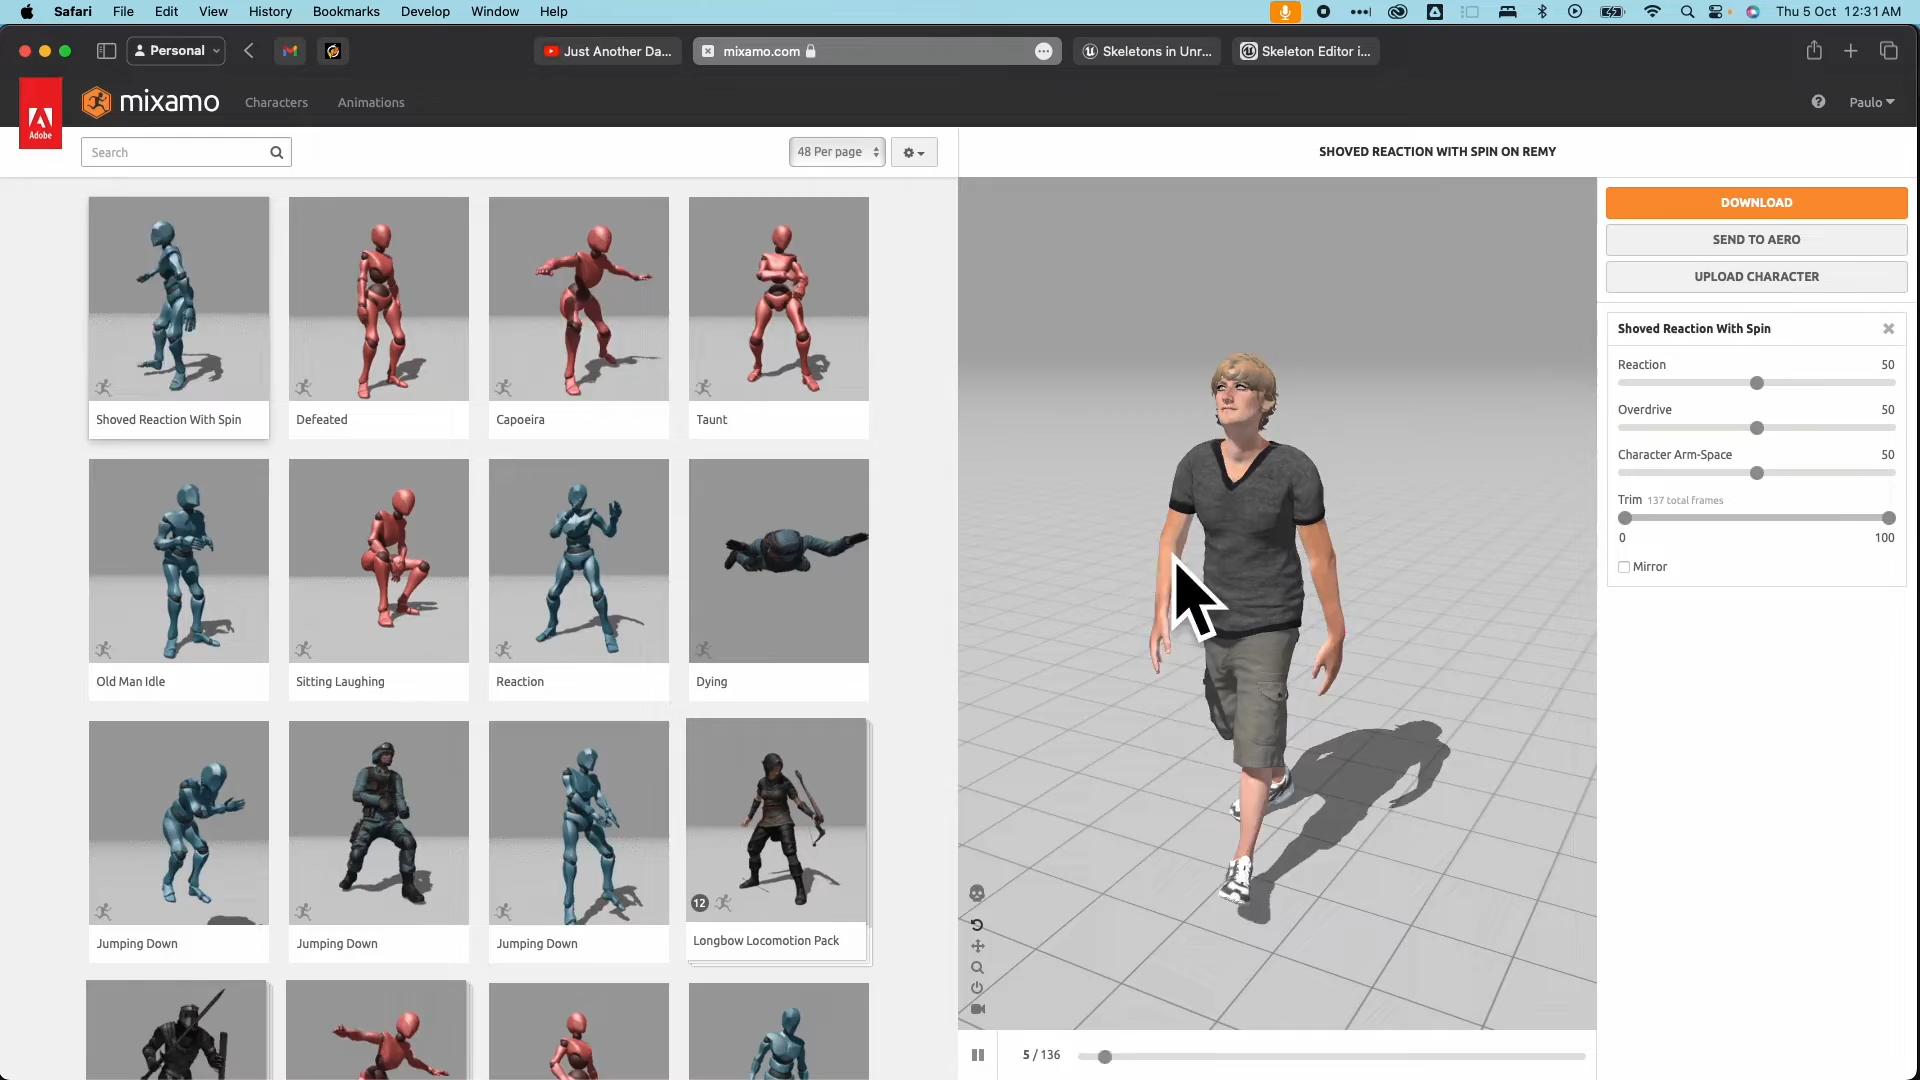 Safari File Edit View History Bookmarks Develop Window Help Thu 5 Oct 12:31 AM
Personal Just Another Da... mixamo.com Skeletons in Unr... Skeleton Editor i...
Adobe
mixamo Characters Animations Paulo
Search 48 Per page SHOVED REACTION WITH SPIN ON REMY
DOWNLOAD
SEND TO AERO
UPLOAD CHARACTER
Shoved Reaction With Spin
Reaction 50
Overdrive 50
Character Arm-Space 50
Trim 137 total frames
0 100
Mirror
Shoved Reaction With Spin Defeated Capoeira Taunt
Old Man Idle Sitting Laughing Reaction Dying
12
Jumping Down Jumping Down Jumping Down Longbow Locomotion Pack
5 / 136